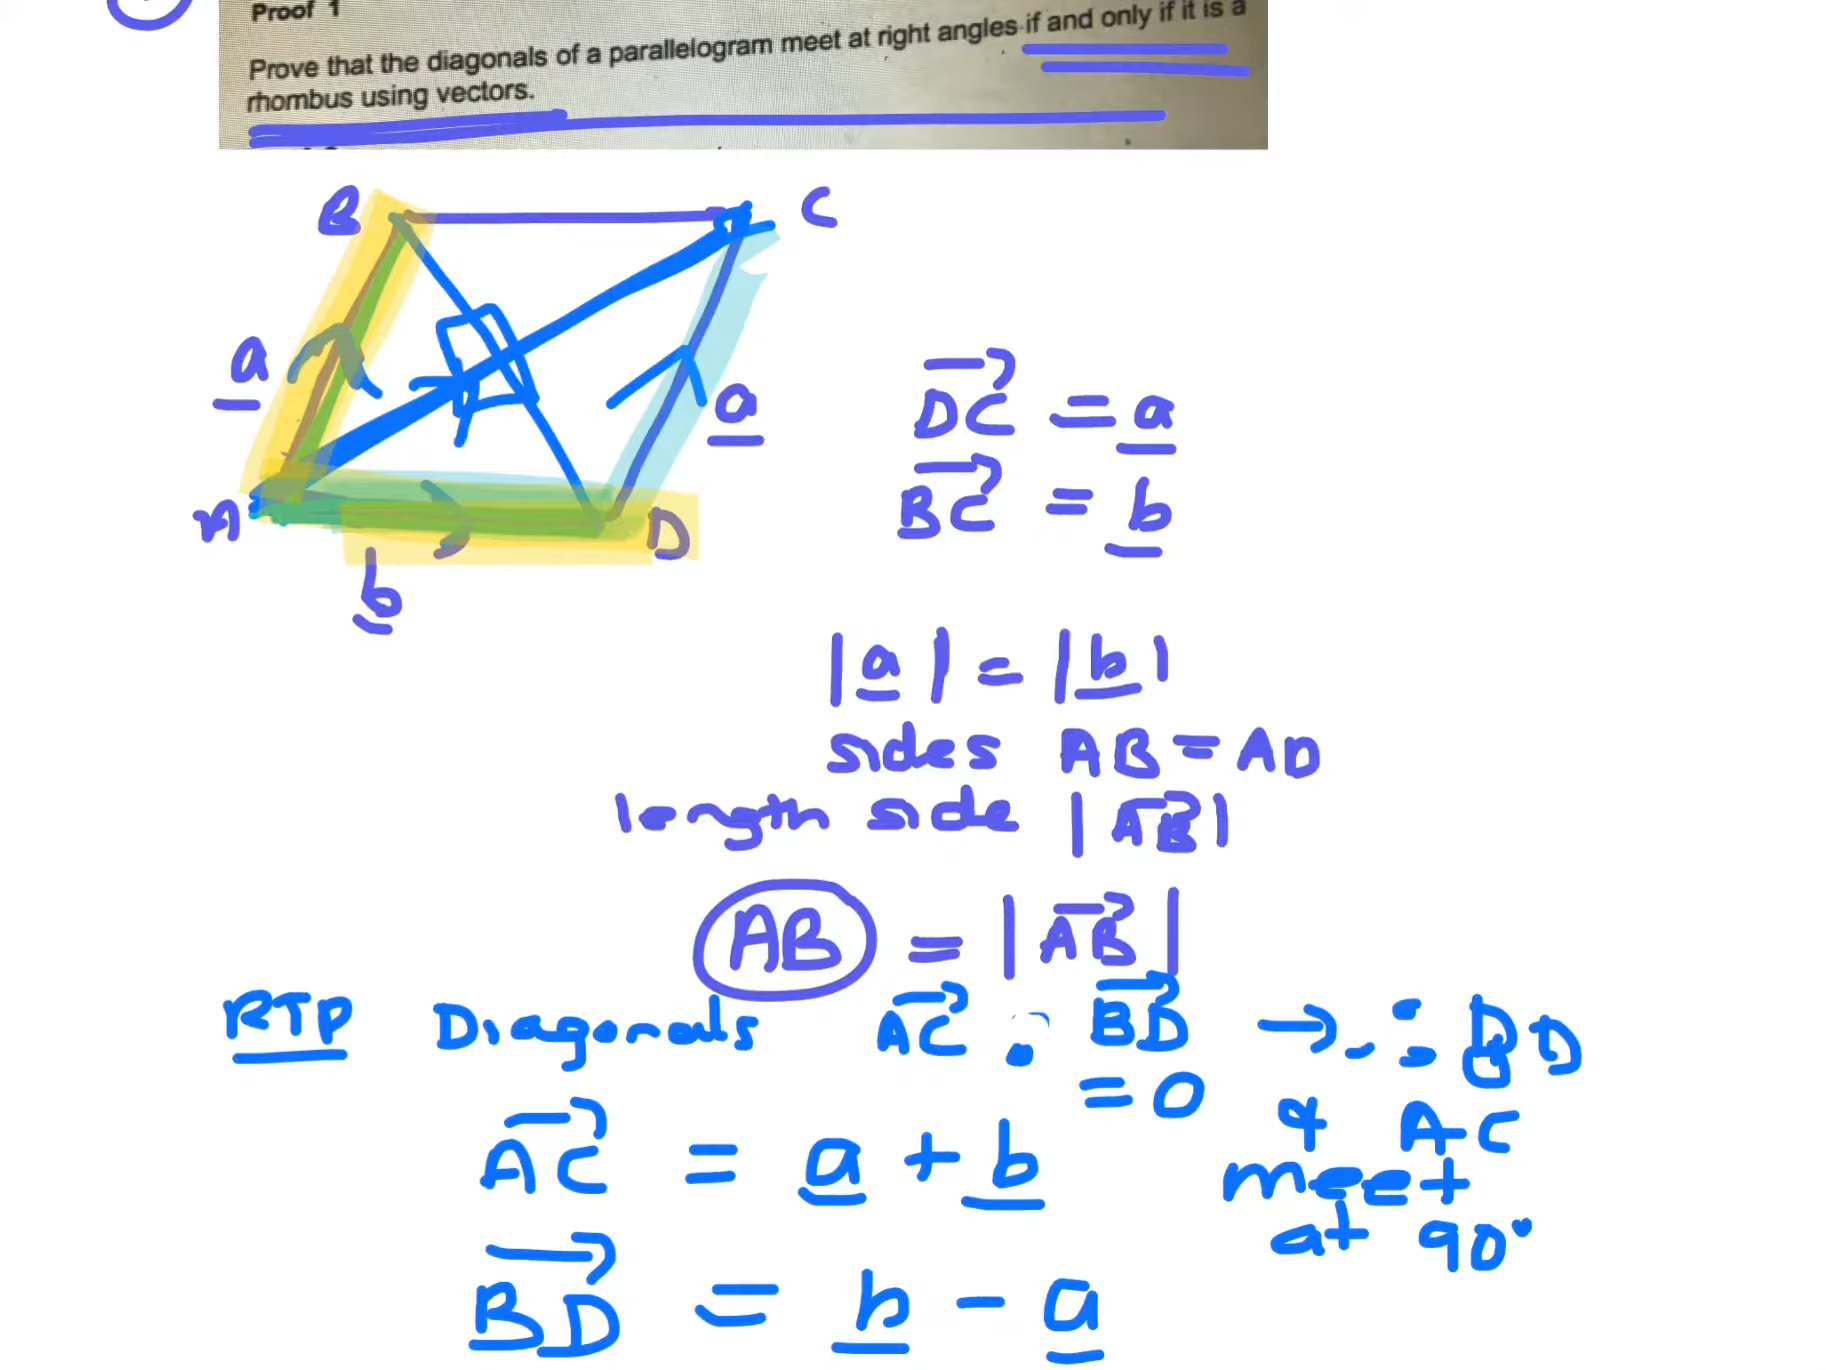 Proof 1
Prove that the diagonals of a parallelogram meet at right angles if and only if it is a
rhombus using vectors.
B C
a
a
A D
b
DC = a
BC = b
|a| = |b|
sides AB = AD
length side |AB|
AB = |AB|
RTP Diagonals AC . BD → ∴ BD
= 0
& AC
meet
at 90°
AC = a + b
BD = b - a